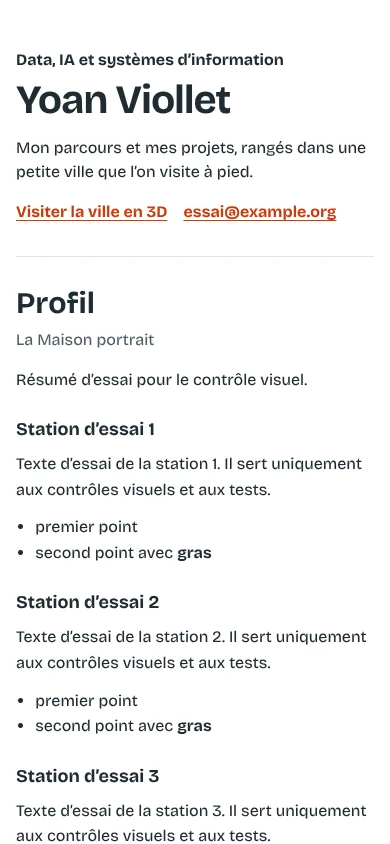 Data, IA et systèmes d’information
Yoan Viollet
Mon parcours et mes projets, rangés dans une
petite ville que l’on visite à pied.
Visiter la ville en 3D essai@example.org
Profil
La Maison portrait
Résumé d’essai pour le contrôle visuel.
Station d’essai 1
Texte d’essai de la station 1. Il sert uniquement
aux contrôles visuels et aux tests.
• premier point
• second point avec gras
Station d’essai 2
Texte d’essai de la station 2. Il sert uniquement
aux contrôles visuels et aux tests.
• premier point
• second point avec gras
Station d’essai 3
Texte d’essai de la station 3. Il sert uniquement
aux contrôles visuels et aux tests.